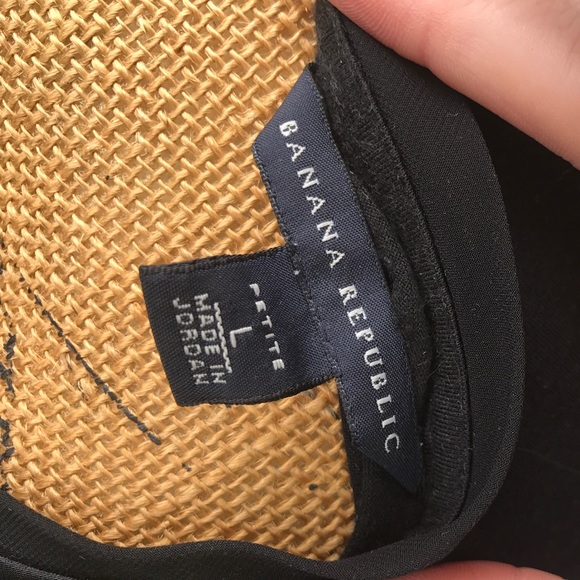 BANANA REPUBLIC
PETITE
L
MADE IN
JORDAN